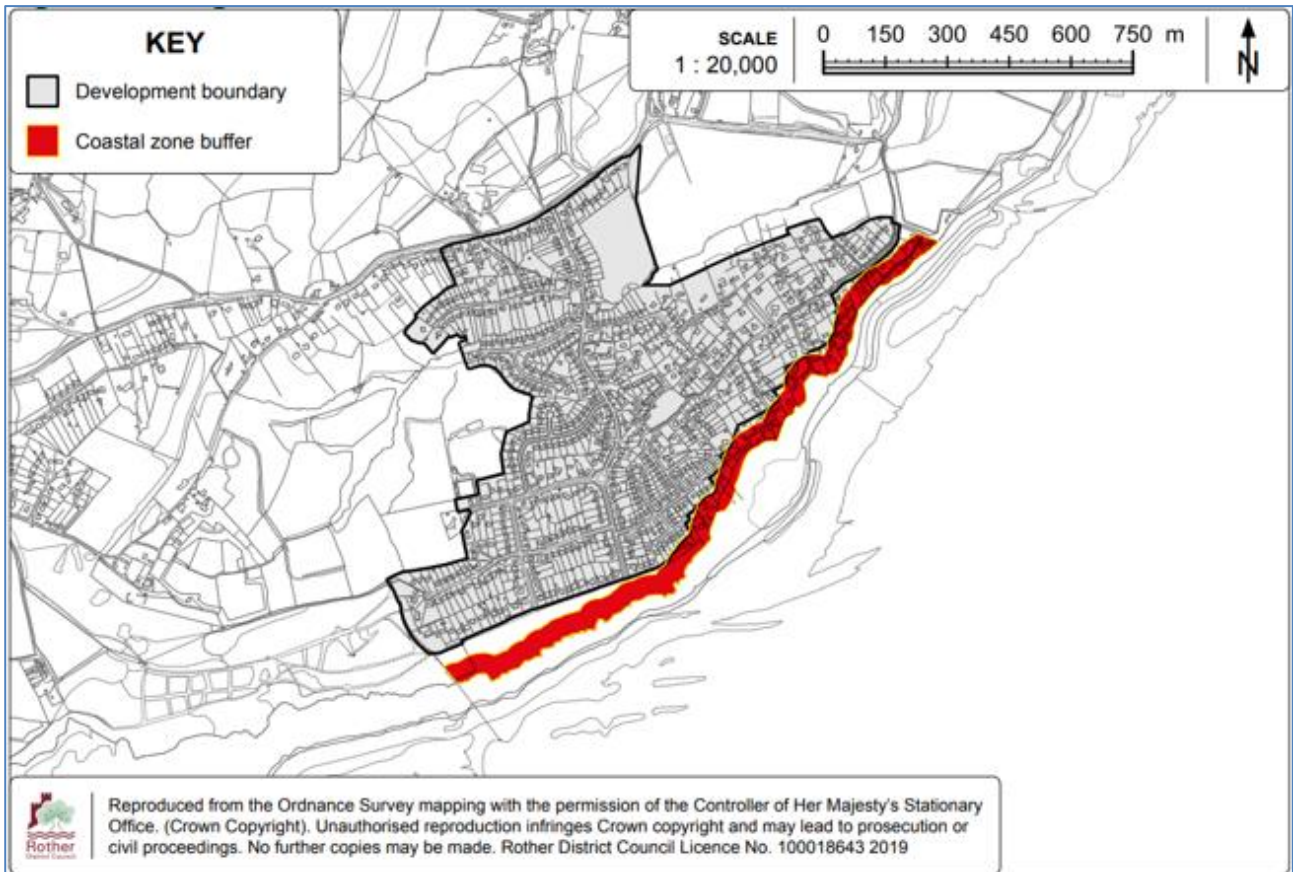 KEY
Development boundary
Coastal zone buffer
SCALE
1 : 20,000
0 150 300 450 600 750 m
N
Rother
District Council
Reproduced from the Ordnance Survey mapping with the permission of the Controller of Her Majesty's Stationary
Office. (Crown Copyright). Unauthorised reproduction infringes Crown copyright and may lead to prosecution or
civil proceedings. No further copies may be made. Rother District Council Licence No. 100018643 2019